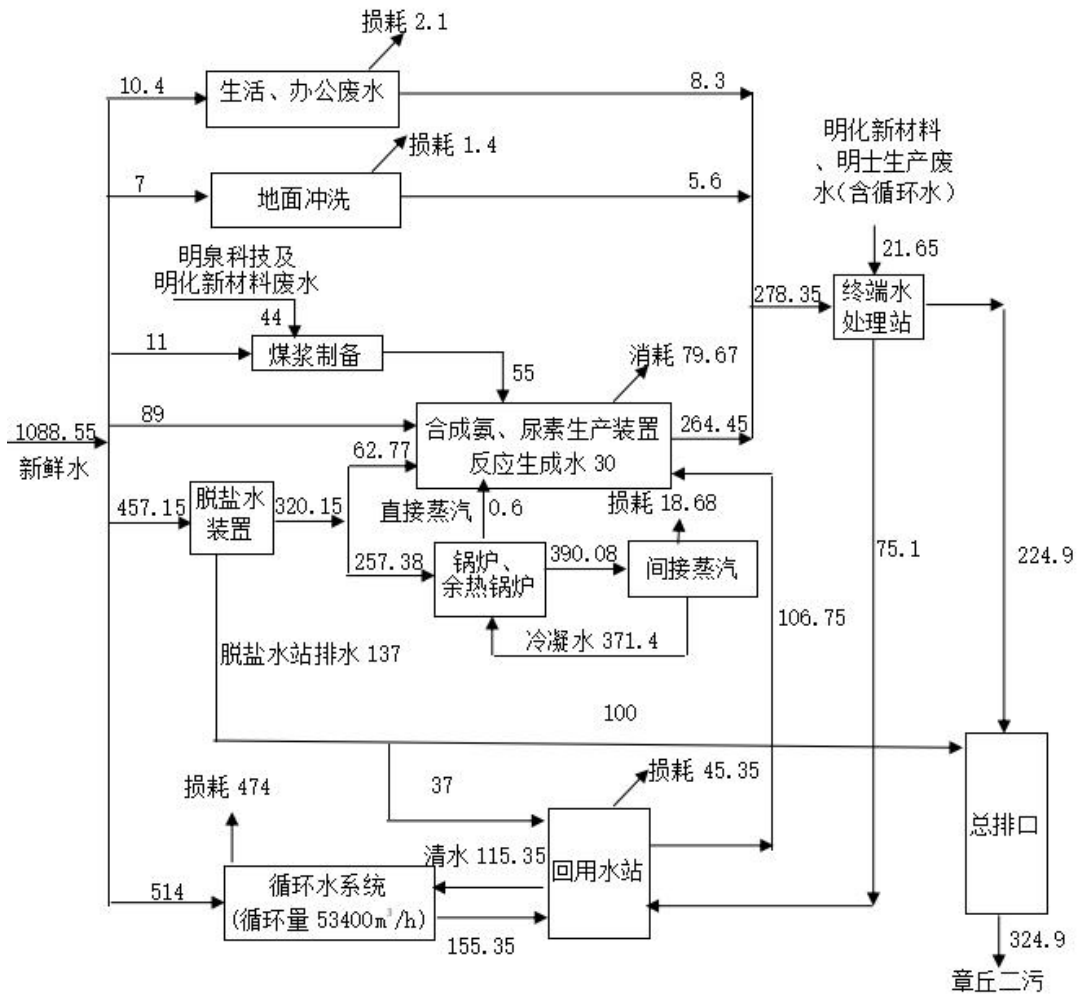 损耗 2.1
10.4
生活、办公废水
8.3
损耗 1.4
7
地面冲洗
5.6
明化新材料
、明士生产废
水(含循环水)
21.65
明泉科技及
明化新材料废水
44
278.35
终端水
处理站
11
煤浆制备
55
消耗 79.67
89
合成氨、尿素生产装置
反应生成水 30
264.45
1088.55
新鲜水
62.77
457.15
脱盐水
装置
320.15
直接蒸汽
0.6
损耗 18.68
257.38
锅炉、
余热锅炉
390.08
间接蒸汽
75.1
224.9
106.75
冷凝水 371.4
脱盐水站排水 137
100
损耗 474
37
损耗 45.35
总排口
清水 115.35
回用水站
514
循环水系统
(循环量 53400m³/h)
155.35
324.9
章丘二污